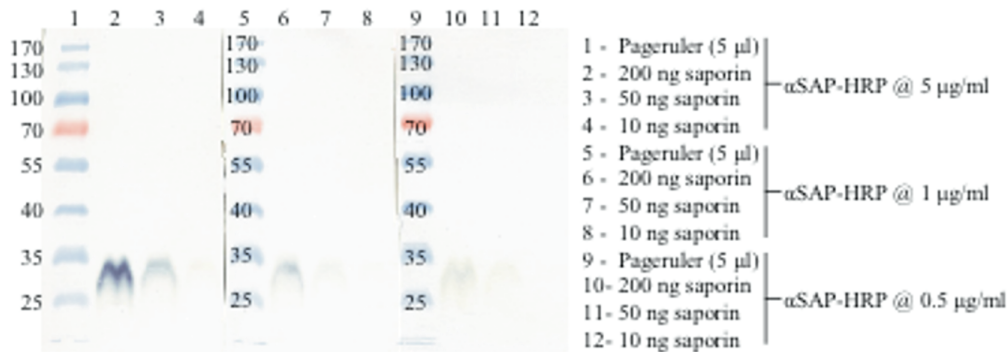 1 2 3 4 5 6 7 8 9 10 11 12
170 170 170
130 130 130
100 100 100
70 70 70
55 55 55
40 40 40
35 35 35
25 25 25
1 - Pageruler (5 µl)
2 - 200 ng saporin
3 - 50 ng saporin
4 - 10 ng saporin
αSAP-HRP @ 5 µg/ml
5 - Pageruler (5 µl)
6 - 200 ng saporin
7 - 50 ng saporin
8 - 10 ng saporin
αSAP-HRP @ 1 µg/ml
9 - Pageruler (5 µl)
10- 200 ng saporin
11- 50 ng saporin
12- 10 ng saporin
αSAP-HRP @ 0.5 µg/ml